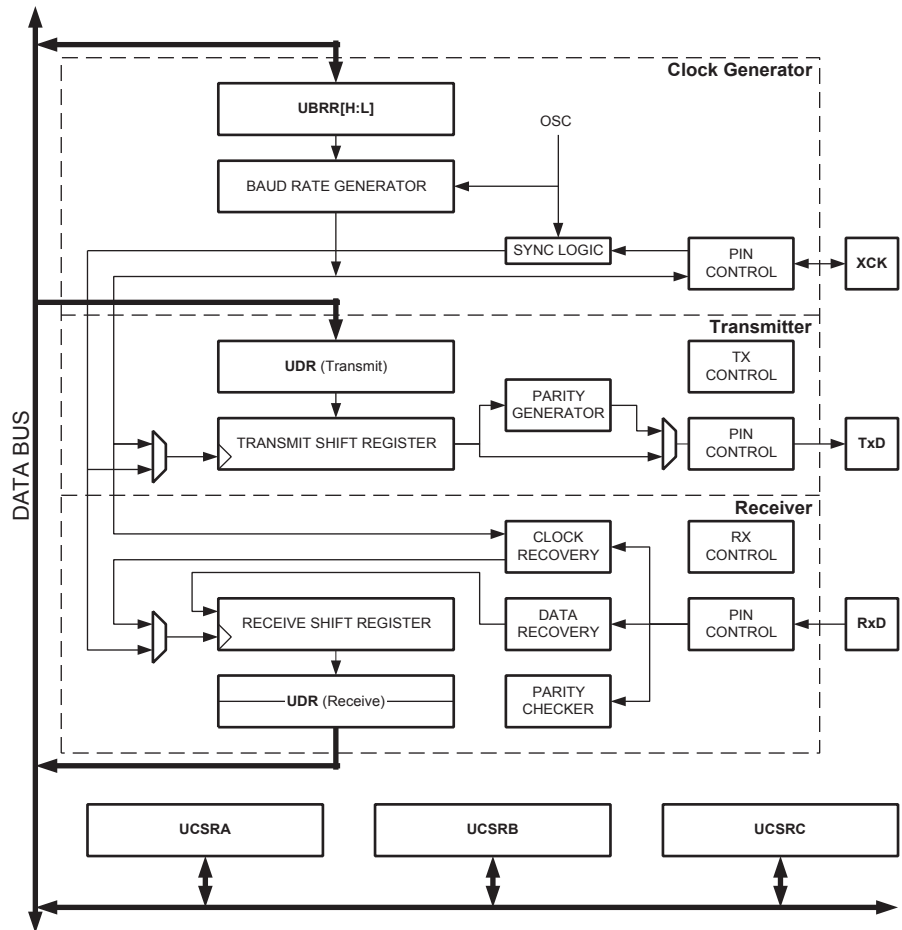 Clock Generator
UBRR[H:L]
OSC
BAUD RATE GENERATOR
SYNC LOGIC
PIN
CONTROL
XCK
DATA BUS
Transmitter
UDR (Transmit)
TX
CONTROL
PARITY
GENERATOR
TRANSMIT SHIFT REGISTER
PIN
CONTROL
TxD
Receiver
CLOCK
RECOVERY
RX
CONTROL
RECEIVE SHIFT REGISTER
DATA
RECOVERY
PIN
CONTROL
RxD
UDR (Receive)
PARITY
CHECKER
UCSRA
UCSRB
UCSRC